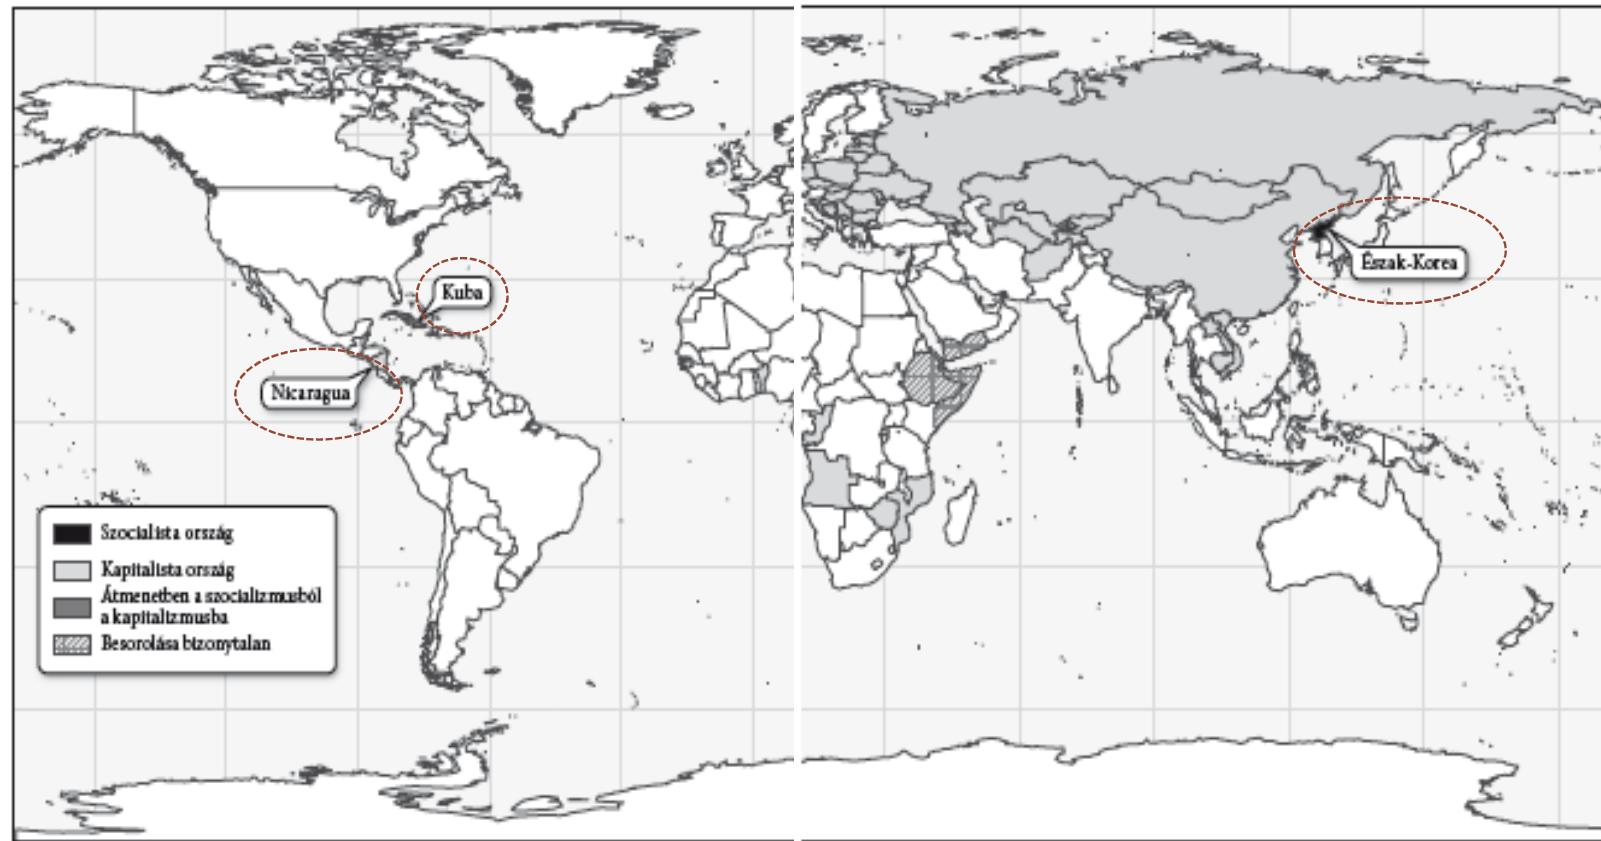 Kuba
Észak-Korea
Nicaragua
Szocialista ország
Kapitalista ország
Átmenetben a szocializmusból
a kapitalizmusba
Besorolása bizonytalan